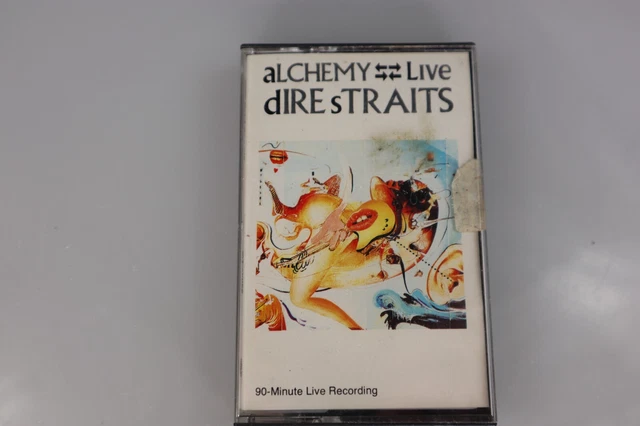 aLCHEMY ⇆⇄ Live
dIRE sTRAITS
90-Minute Live Recording